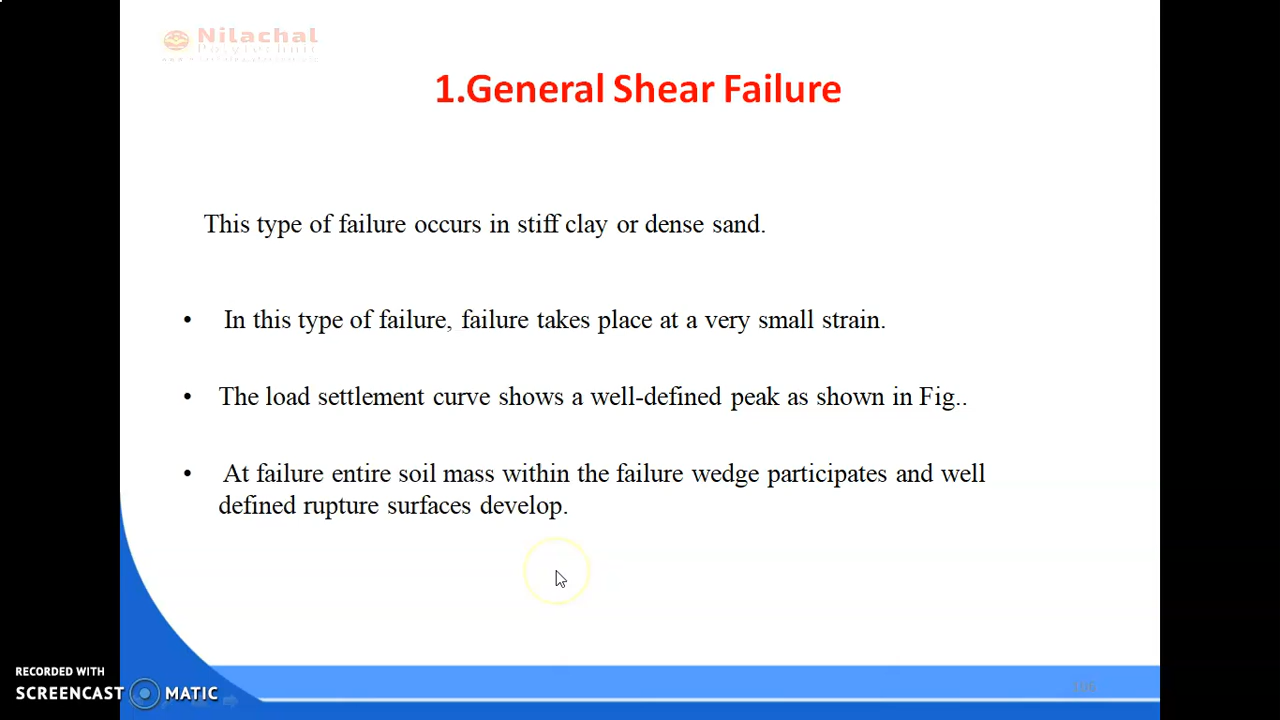 Nilachal
Polytechnic
1.General Shear Failure
This type of failure occurs in stiff clay or dense sand.
• In this type of failure, failure takes place at a very small strain.
• The load settlement curve shows a well-defined peak as shown in Fig..
• At failure entire soil mass within the failure wedge participates and well
defined rupture surfaces develop.
RECORDED WITH
SCREENCAST MATIC